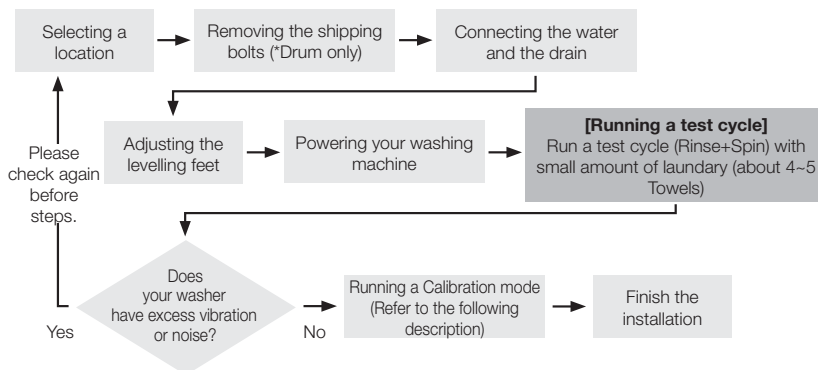 Selecting a
location
Removing the shipping
bolts (*Drum only)
Connecting the water
and the drain
Adjusting the
levelling feet
Powering your washing
machine
[Running a test cycle]
Run a test cycle (Rinse+Spin) with
small amount of laundary (about 4~5
Towels)
Please
check again
before
steps.
Does
your washer
have excess vibration
or noise?
Yes
No
Running a Calibration mode
(Refer to the following
description)
Finish the
installation